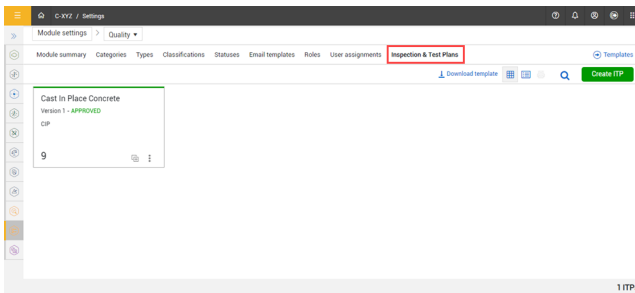 C-XYZ / Settings
Module settings > Quality
Module summary Categories Types Classifications Statuses Email templates Roles User assignments Inspection & Test Plans Templates
Download template Create ITP
Cast In Place Concrete
Version 1 - APPROVED
CIP
9
1 ITP